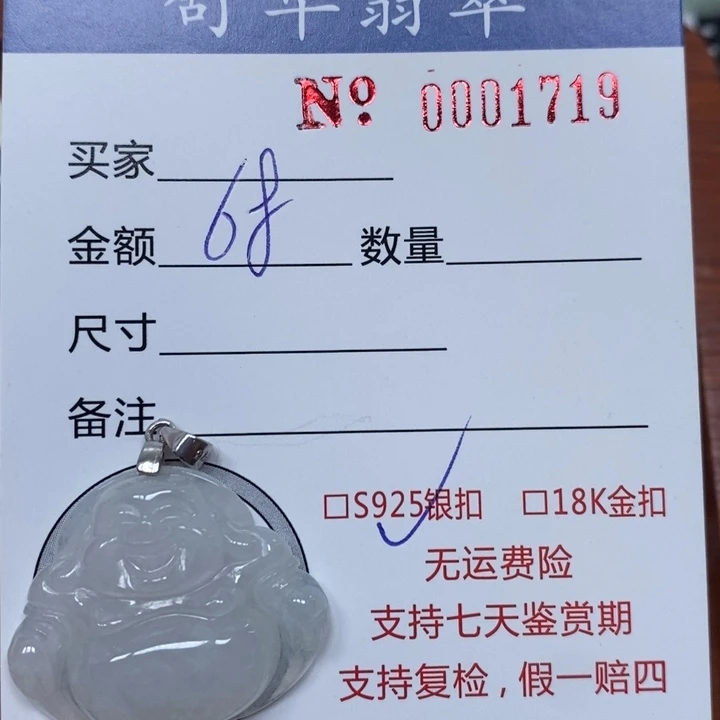 翡翠
№ 0001719
买家
金额 68 数量
尺寸
备注
□S925银扣 □18K金扣
无运费险
支持七天鉴赏期
支持复检，假一赔四